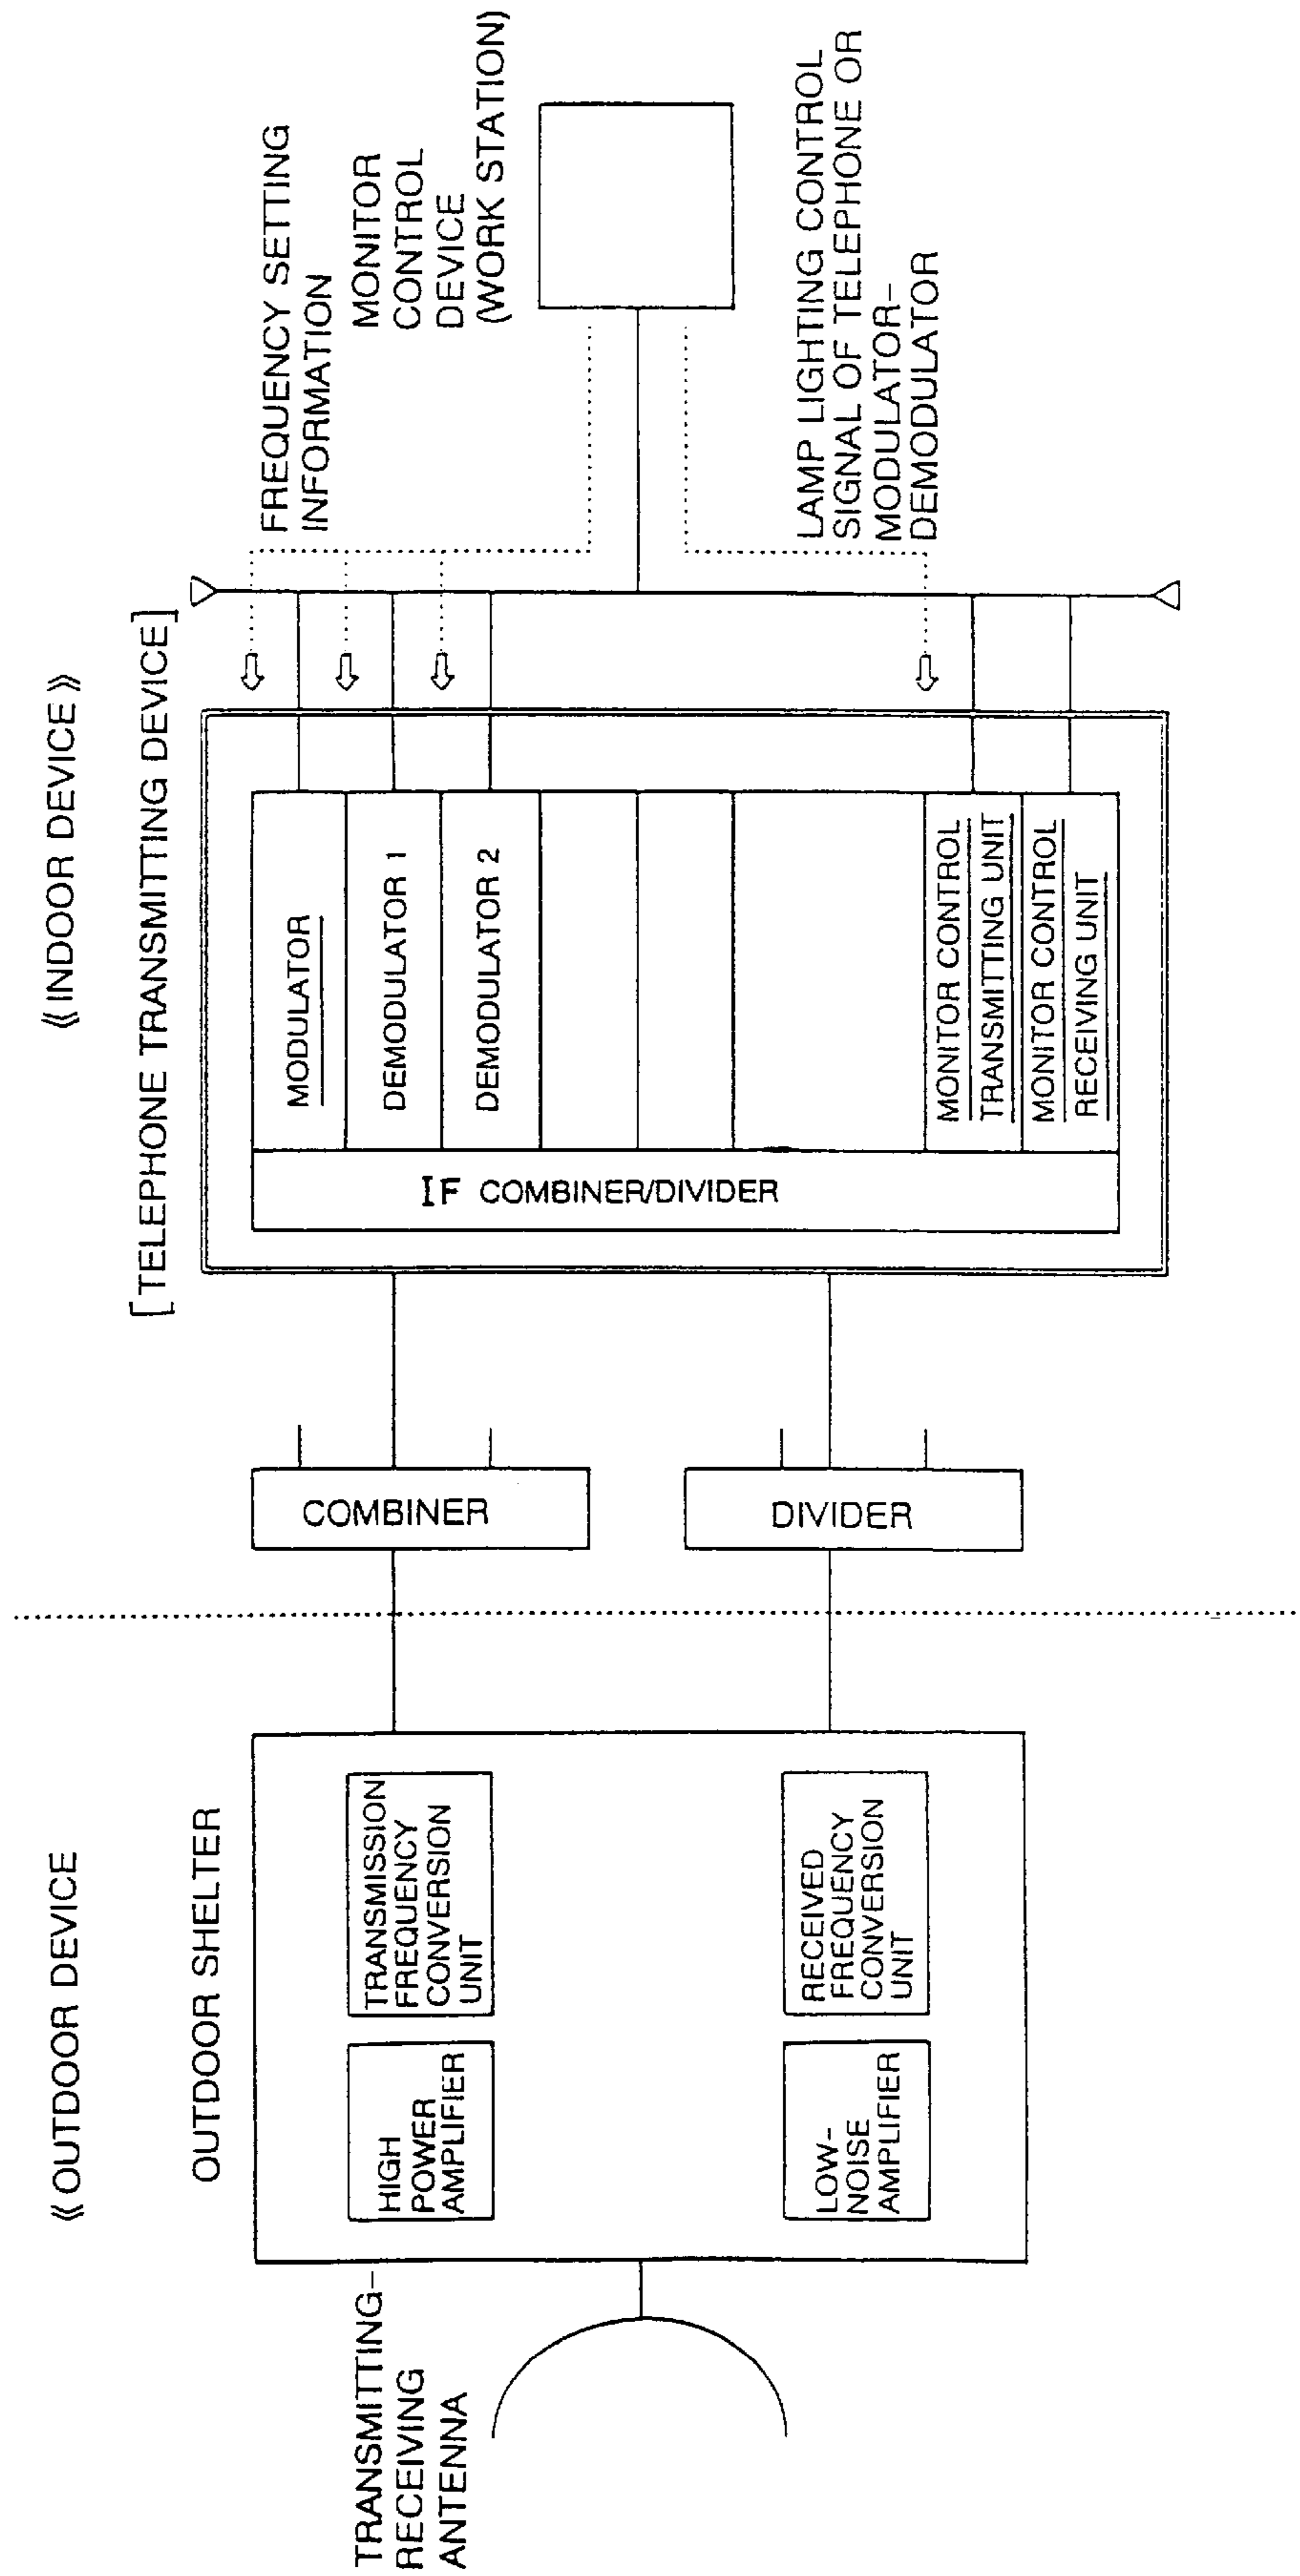 《OUTDOOR DEVICE
《INDOOR DEVICE》
OUTDOOR SHELTER
[TELEPHONE TRANSMITTING DEVICE]
TRANSMITTING-
RECEIVING
ANTENNA
HIGH
POWER
AMPLIFIER
TRANSMISSION
FREQUENCY
CONVERSION
UNIT
LOW-
NOISE
AMPLIFIER
RECEIVED
FREQUENCY
CONVERSION
UNIT
COMBINER
DIVIDER
IF COMBINER/DIVIDER
MODULATOR
DEMODULATOR 1
DEMODULATOR 2
MONITOR CONTROL
TRANSMITTING UNIT
MONITOR CONTROL
RECEIVING UNIT
FREQUENCY SETTING
INFORMATION
MONITOR
CONTROL
DEVICE
(WORK STATION)
LAMP LIGHTING CONTROL
SIGNAL OF TELEPHONE OR
MODULATOR-
DEMODULATOR